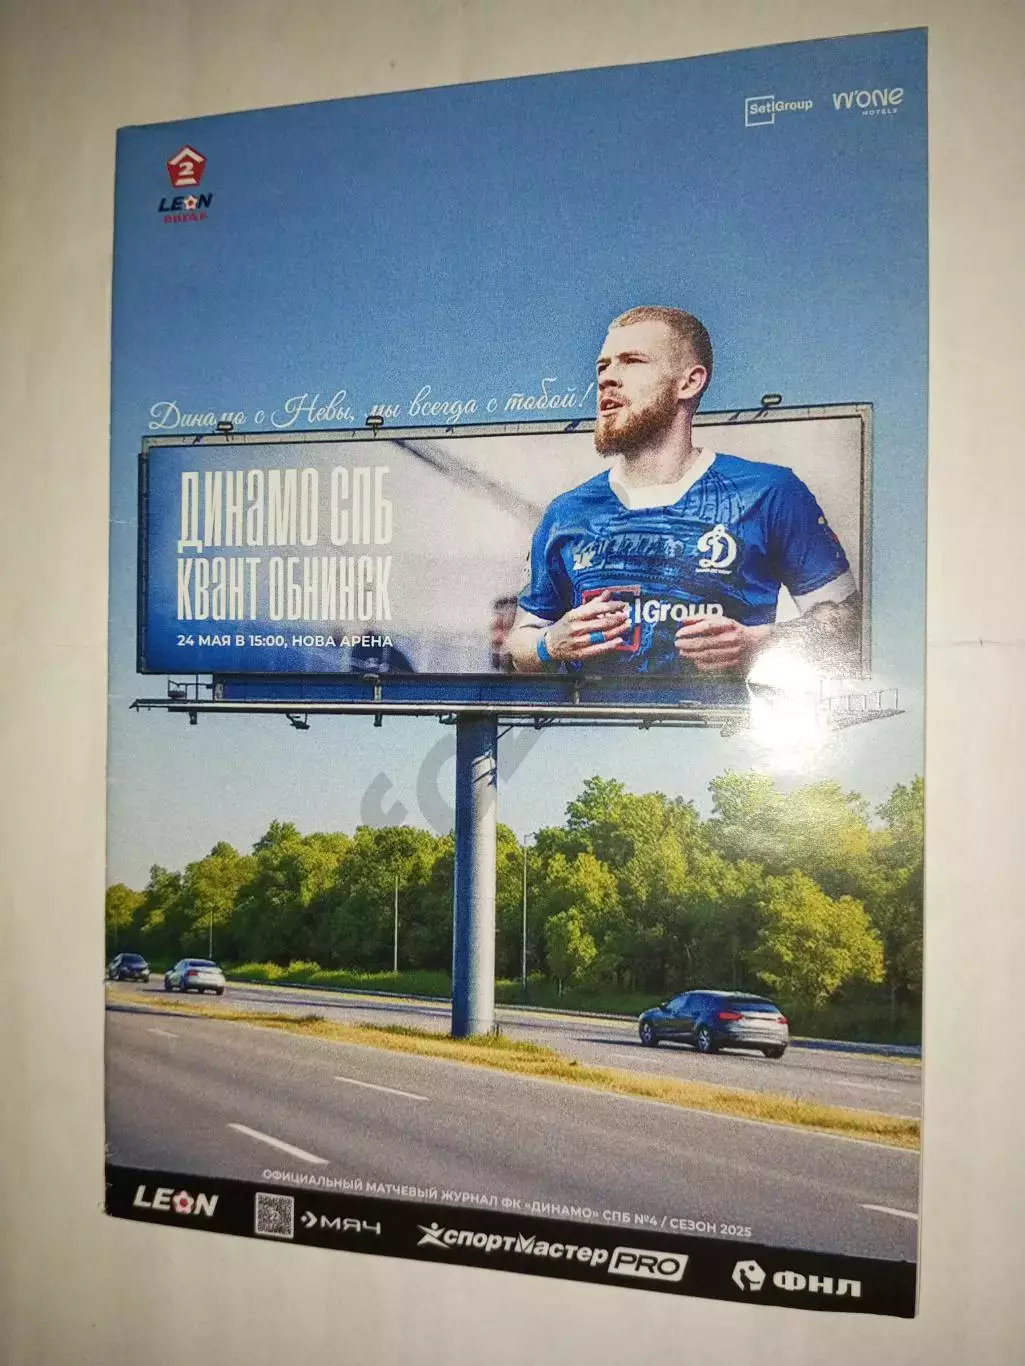 Set|Group
W'ONE
HOTELS
2
LEON
Динамо с Невы, мы всегда с тобой!
ДИНАМО СПБ
КВАНТ ОБНИНСК
24 МАЯ В 15:00, НОВА АРЕНА
Д
Group
ОФИЦИАЛЬНЫЙ МАТЧЕВЫЙ ЖУРНАЛ ФК «ДИНАМО» СПБ №4 / СЕЗОН 2025
LEON
МЯЧ
спортмастер PRO
ФНЛ